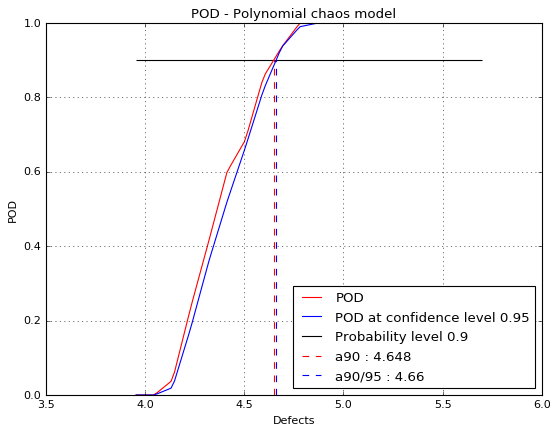 POD - Polynomial chaos model
1.0
0.8
0.6
0.4
0.2
0.0
POD
3.5 4.0 4.5 5.0 5.5 6.0
Defects
POD
POD at confidence level 0.95
Probability level 0.9
a90 : 4.648
a90/95 : 4.66